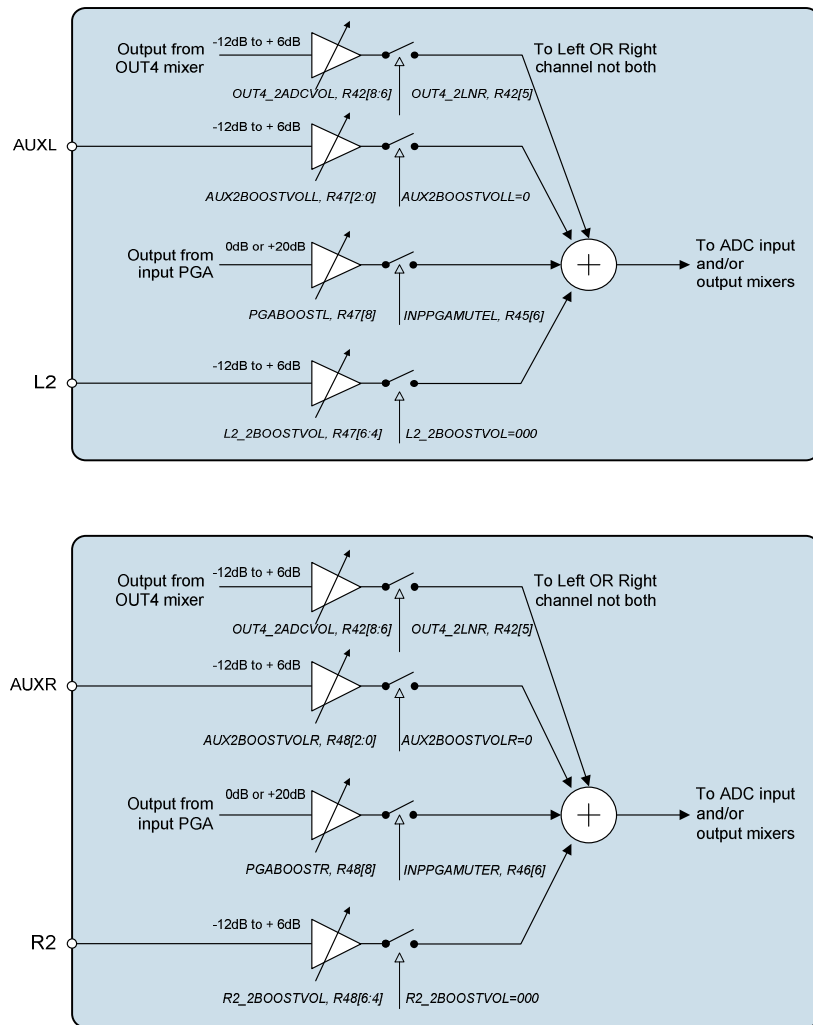 Output from
OUT4 mixer
-12dB to + 6dB
To Left OR Right
channel not both
OUT4_2ADCVOL, R42[8:6]
OUT4_2LNR, R42[5]
AUXL
-12dB to + 6dB
AUX2BOOSTVOLL, R47[2:0]
AUX2BOOSTVOLL=0
Output from
input PGA
0dB or +20dB
To ADC input
and/or
output mixers
PGABOOSTL, R47[8]
INPPGAMUTEL, R45[6]
L2
-12dB to + 6dB
L2_2BOOSTVOL, R47[6:4]
L2_2BOOSTVOL=000
Output from
OUT4 mixer
-12dB to + 6dB
To Left OR Right
channel not both
OUT4_2ADCVOL, R42[8:6]
OUT4_2LNR, R42[5]
AUXR
-12dB to + 6dB
AUX2BOOSTVOLR, R48[2:0]
AUX2BOOSTVOLR=0
Output from
input PGA
0dB or +20dB
To ADC input
and/or
output mixers
PGABOOSTR, R48[8]
INPPGAMUTER, R46[6]
R2
-12dB to + 6dB
R2_2BOOSTVOL, R48[6:4]
R2_2BOOSTVOL=000